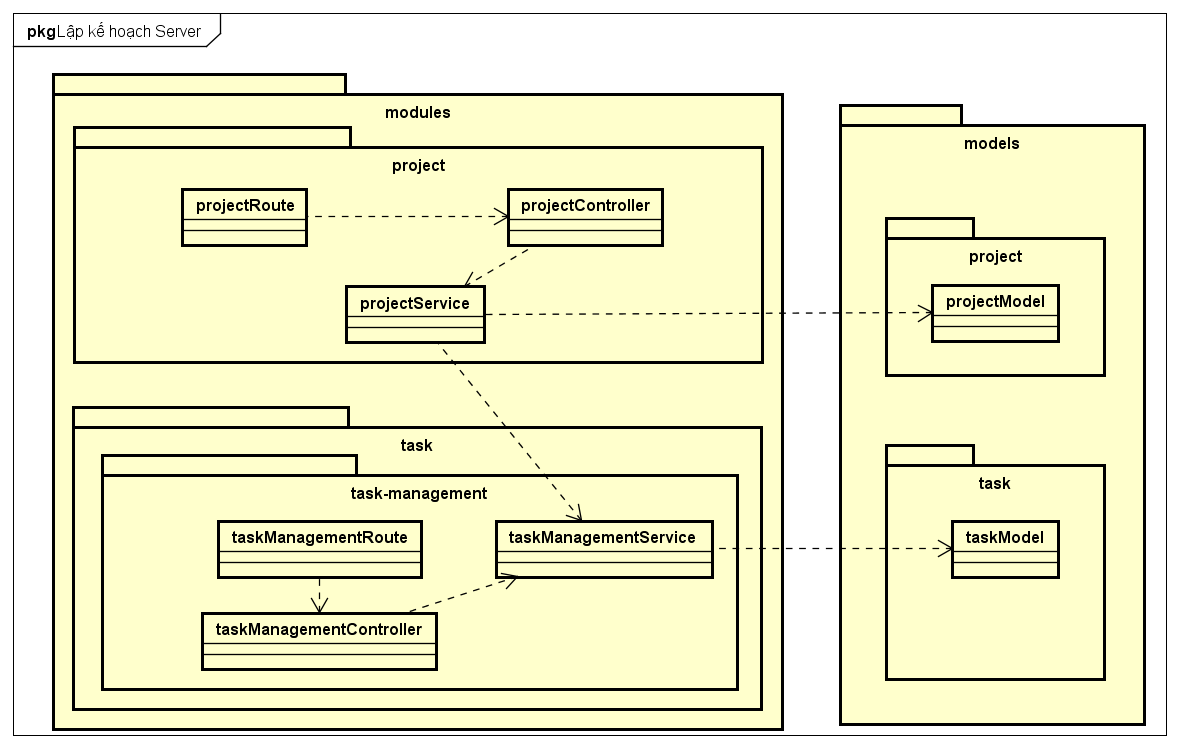 pkgLập kế hoạch Server
modules
models
project
projectRoute
projectController
projectService
project
projectModel
task
task-management
taskManagementRoute
taskManagementService
taskManagementController
task
taskModel